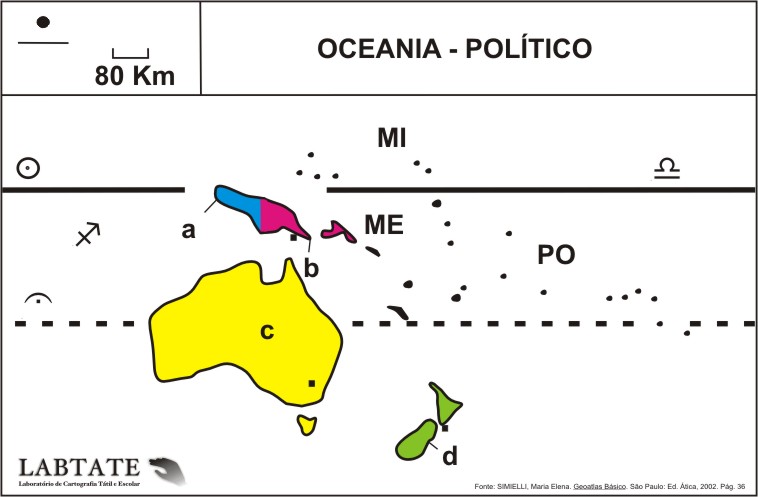 OCEANIA - POLÍTICO
80 Km
MI
ME
a
PO
b
c
d
LABTATE
Laboratório de Cartografia Tátil e Escolar
Fonte: SIMIELLI, Maria Elena. Geoatlas Básico. São Paulo: Ed. Ática, 2002. Pág. 36